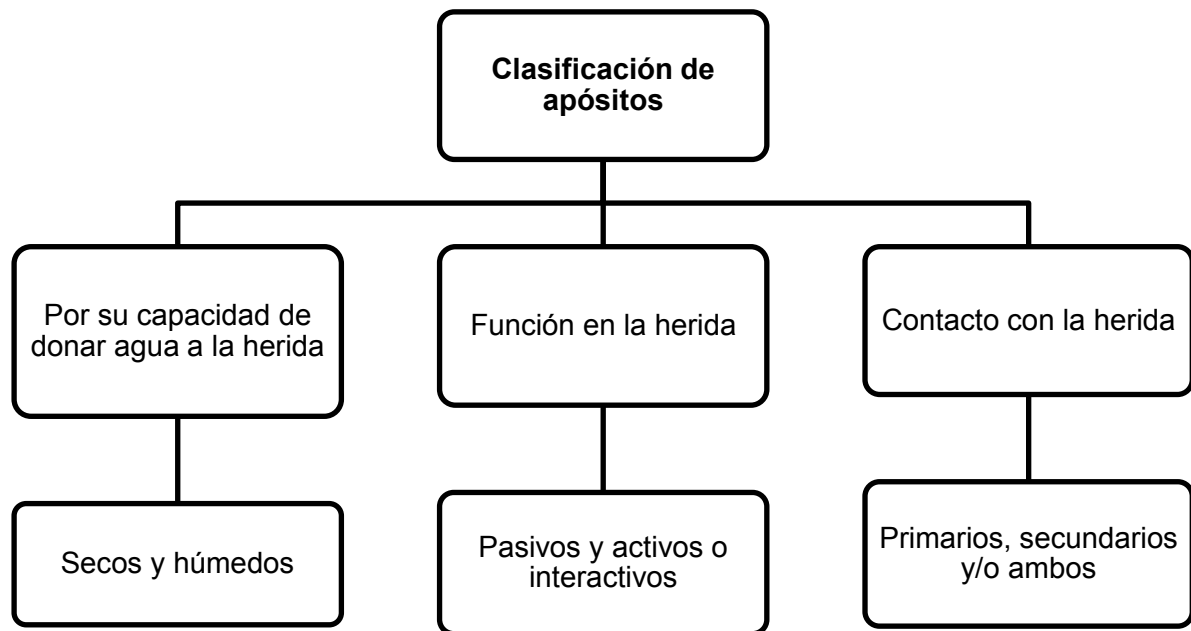 Clasificación de
apósitos
Por su capacidad de
donar agua a la herida
Función en la herida
Contacto con la herida
Secos y húmedos
Pasivos y activos o
interactivos
Primarios, secundarios
y/o ambos